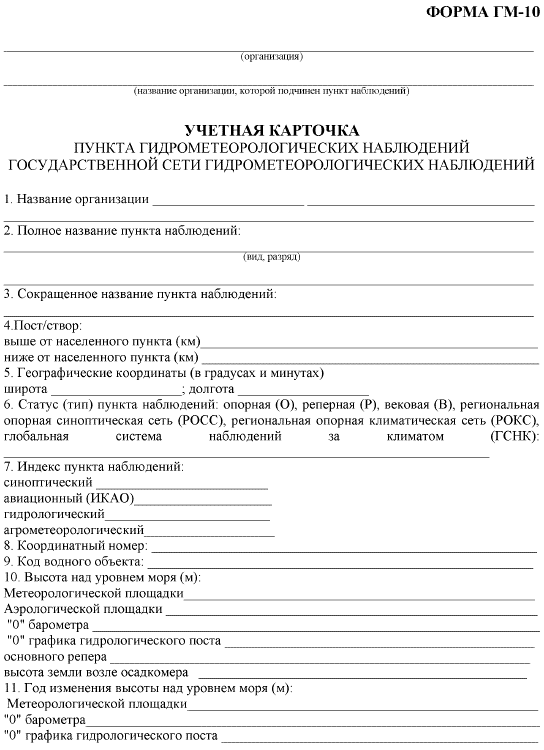 ФОРМА ГМ-10
(организация)
(название организации, которой подчинен пункт наблюдений)
УЧЕТНАЯ КАРТОЧКА
ПУНКТА ГИДРОМЕТЕОРОЛОГИЧЕСКИХ НАБЛЮДЕНИЙ
ГОСУДАРСТВЕННОЙ СЕТИ ГИДРОМЕТЕОРОЛОГИЧЕСКИХ НАБЛЮДЕНИЙ
1. Название организации
2. Полное название пункта наблюдений:
(вид, разряд)
3. Сокращенное название пункта наблюдений:
4.Пост/створ:
выше от населенного пункта (км)
ниже от населенного пункта (км)
5. Географические координаты (в градусах и минутах)
широта ; долгота
6. Статус (тип) пункта наблюдений: опорная (О), реперная (Р), вековая (В), региональная
опорная синоптическая сеть (РОСС), региональная опорная климатическая сеть (РОКС),
глобальная система наблюдений за климатом (ГСНК):
7. Индекс пункта наблюдений:
синоптический
авиационный (ИКАО)
гидрологический
агрометеорологический
8. Координатный номер:
9. Код водного объекта:
10. Высота над уровнем моря (м):
Метеорологической площадки
Аэрологической площадки
"0" барометра
"0" графика гидрологического поста
основного репера
высота земли возле осадкомера
11. Год изменения высоты над уровнем моря (м):
Метеорологической площадки
"0" барометра
"0" графика гидрологического поста